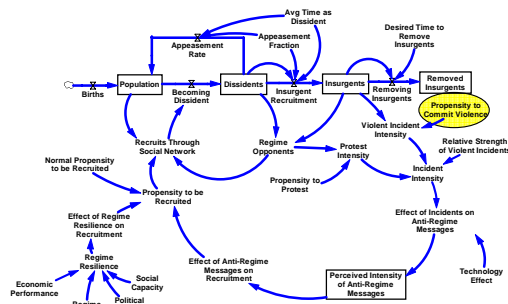 Avg Time as
Dissident
Appeasement
Fraction
Desired Time to
Remove
Insurgents
Appeasement
Rate
Population
Dissidents
Insurgents
Removed
Insurgents
Births
Becoming
Dissident
Insurgent
Recruitment
Removing
Insurgents
Propensity to
Commit Violence
Violent Incident
Intensity
Recruits Through
Social Network
Regime
Opponents
Protest
Intensity
Relative Strength
of Violent Incidents
Normal Propensity
to be Recruited
Incident
Intensity
Propensity to
Protest
Propensity to be
Recruited
Effect of Regime
Resilience on
Recruitment
Effect of Incidents on
Anti-Regime
Messages
Regime
Resilience
Effect of Anti-Regime
Messages on
Recruitment
Social
Capacity
Economic
Performance
Technology
Effect
Perceived Intensity
of Anti-Regime
Messages
Political